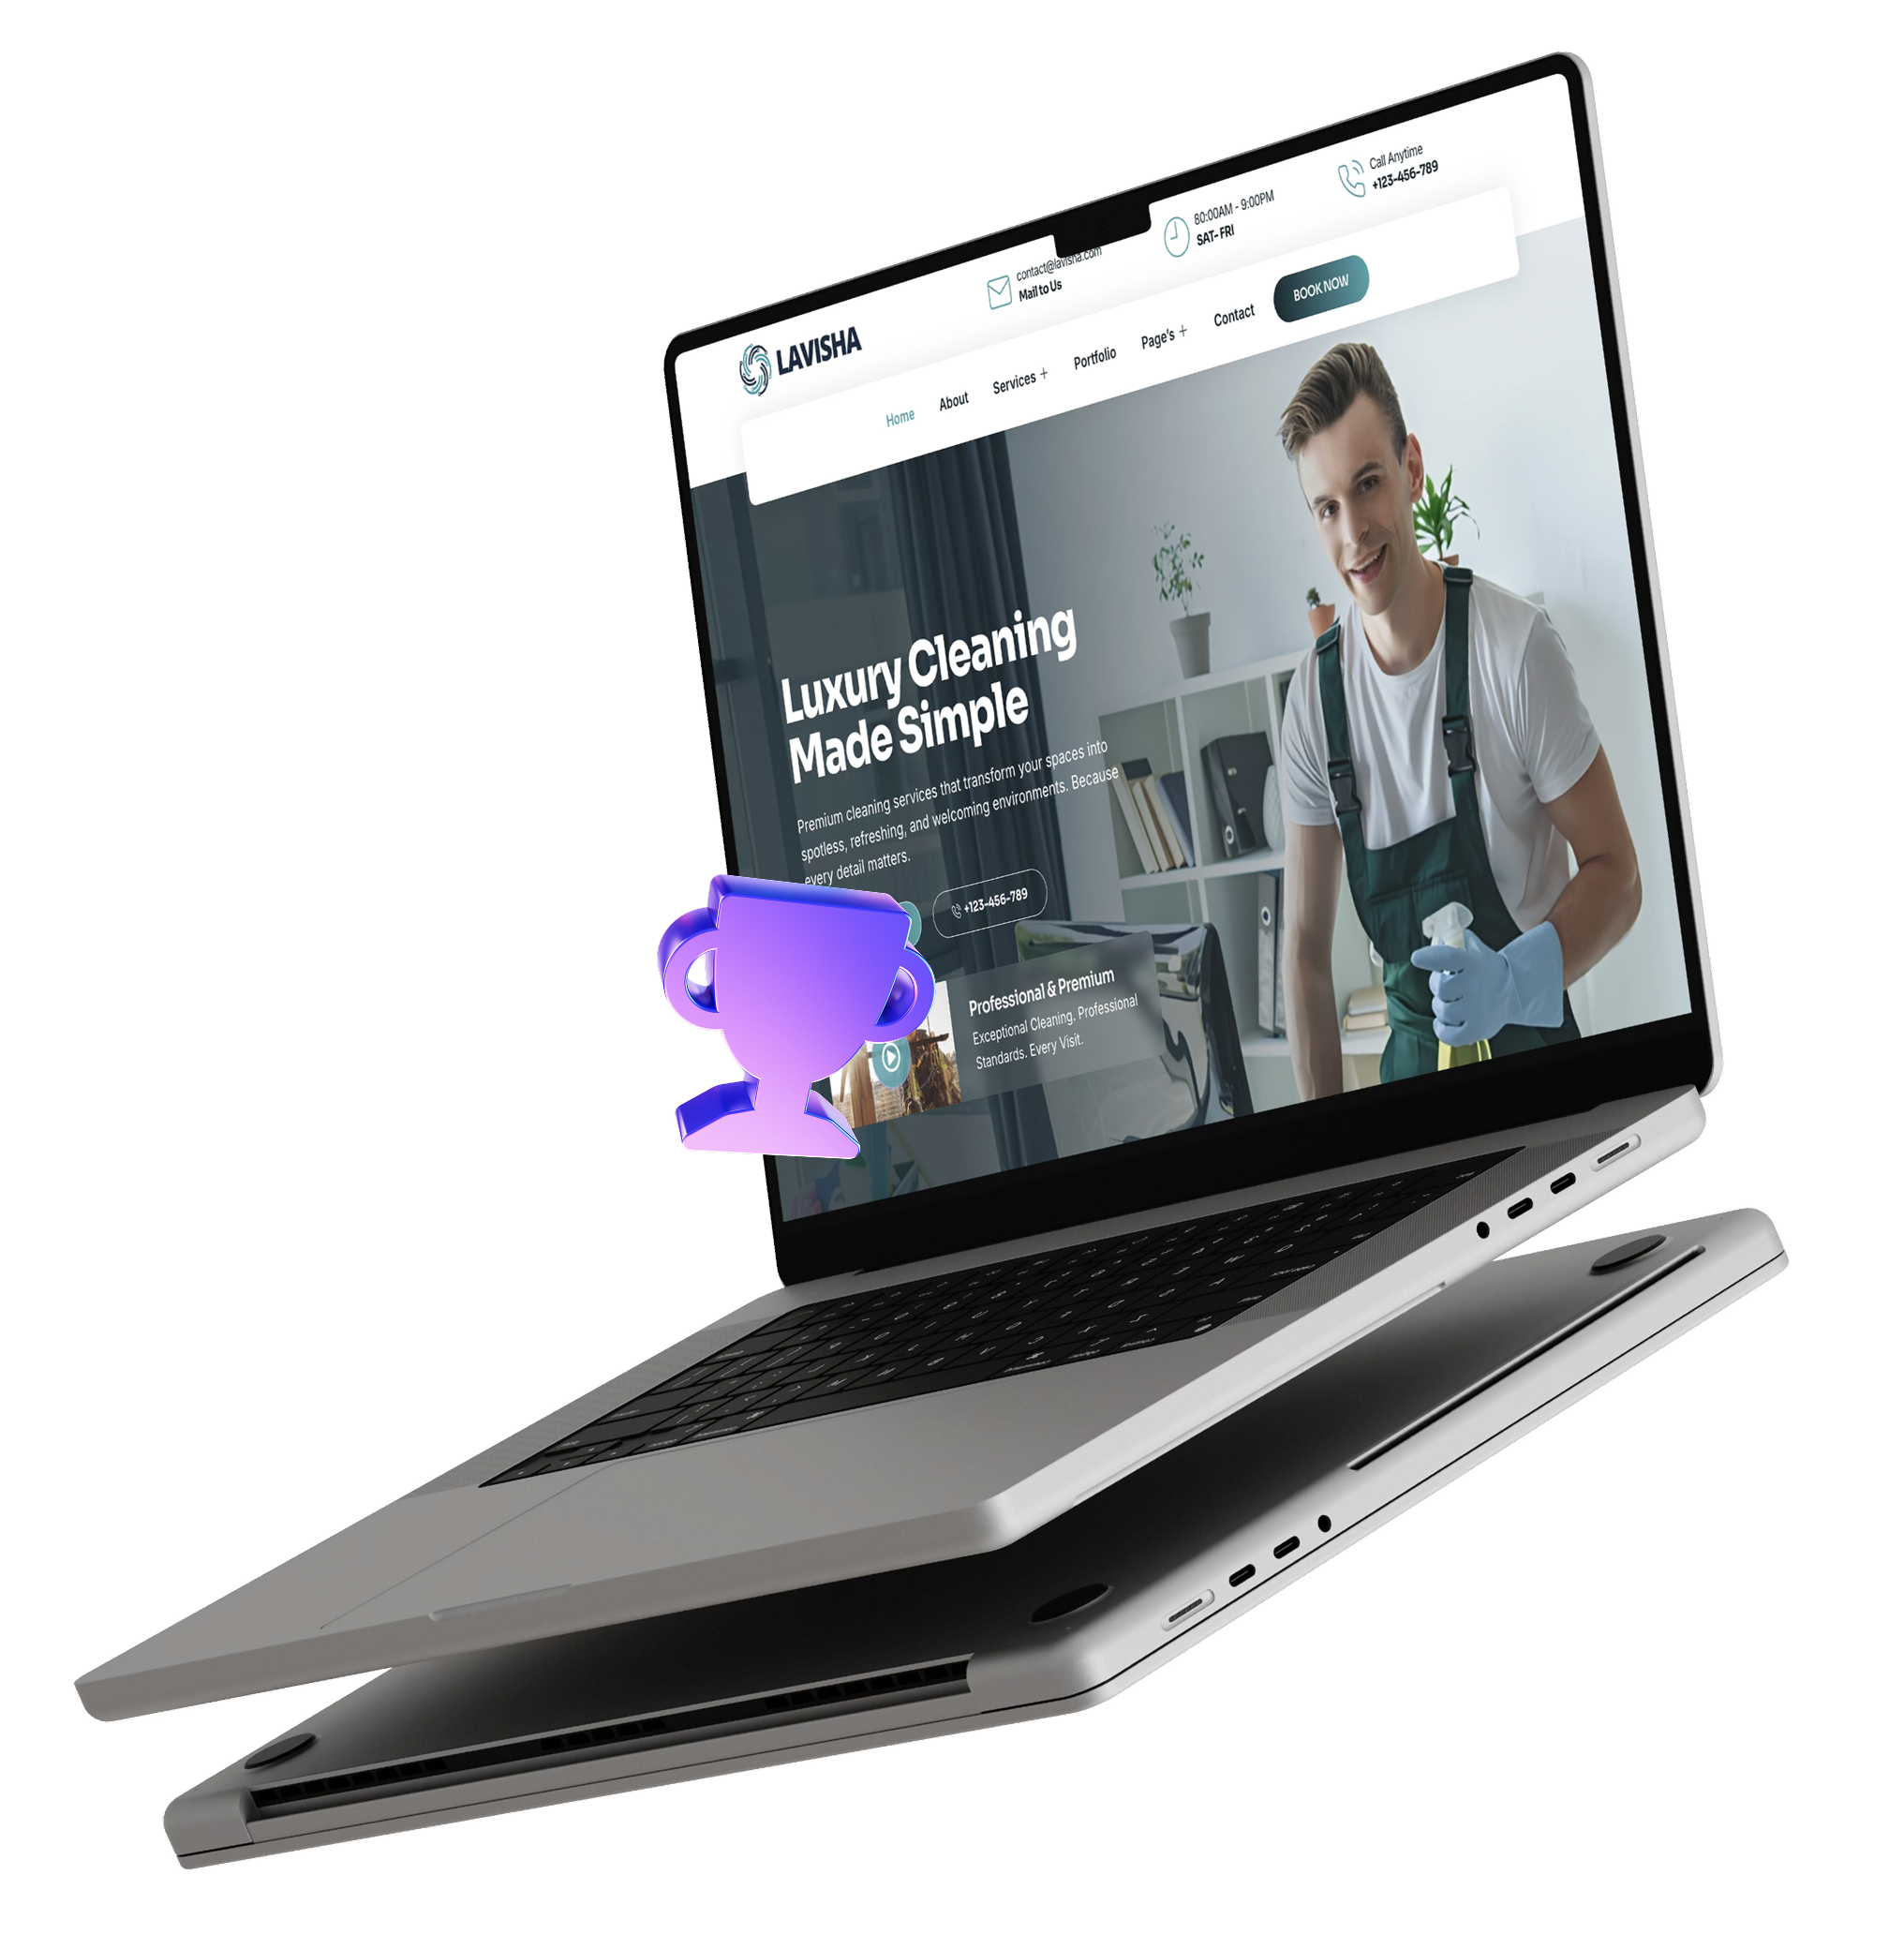 LAVISHA
contact@lavisha.com
Mail to Us
80:00AM - 9:00PM
SAT- FRI
Call Anytime
+123-456-789
Home
About
Services +
Portfolio
Page's +
Contact
BOOK NOW
Luxury Cleaning
Made Simple
Premium cleaning services that transform your spaces into
spotless, refreshing, and welcoming environments. Because
every detail matters.
+123-456-789
Professional & Premium
Exceptional Cleaning. Professional
Standards. Every Visit.